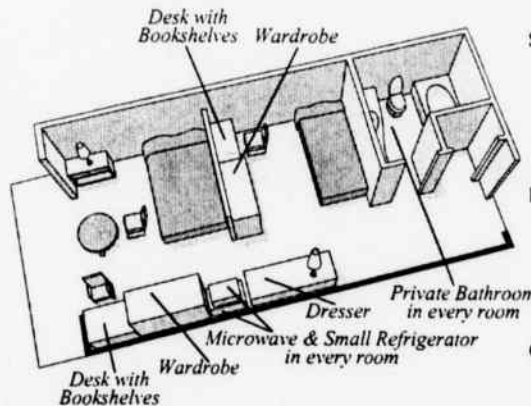 Desk with
Bookshelves
Wardrobe
Private Bathroom
in every room
Dresser
Microwave & Small Refrigerator
in every room
Wardrobe
Desk with
Bookshelves